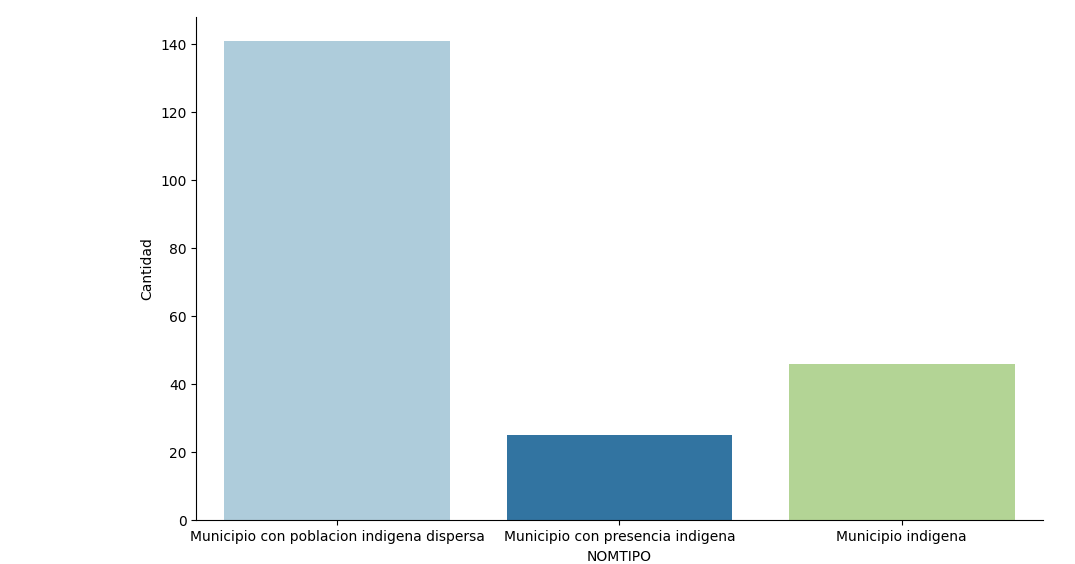 140
120
100
80
60
40
20
0
Cantidad
Municipio con poblacion indigena dispersa
Municipio con presencia indigena
Municipio indigena
NOMTIPO